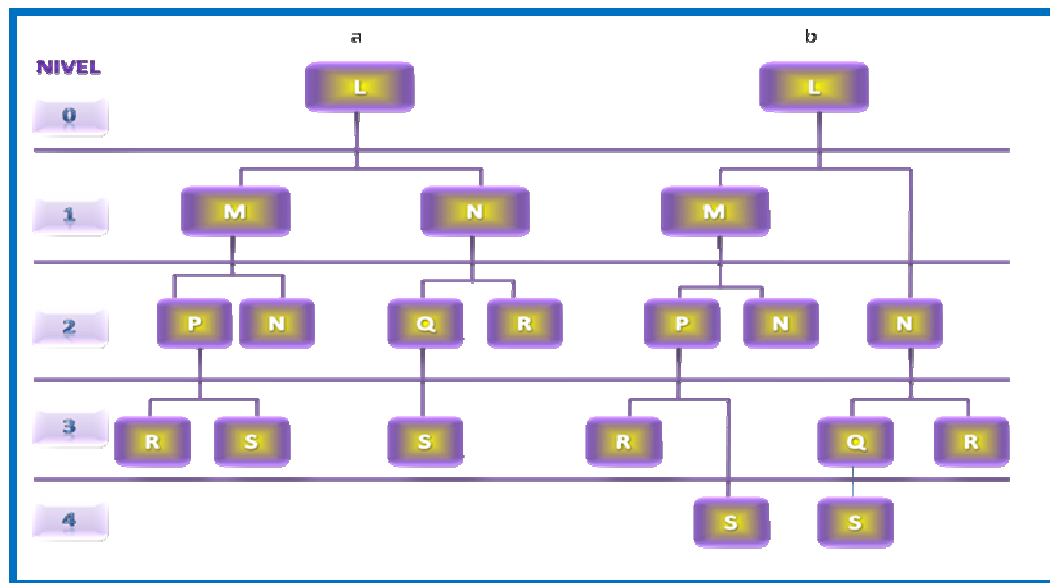 a b
NIVEL
L L
0
M N M
1
P N Q R P N N
2
R S S R Q R
3
S S
4